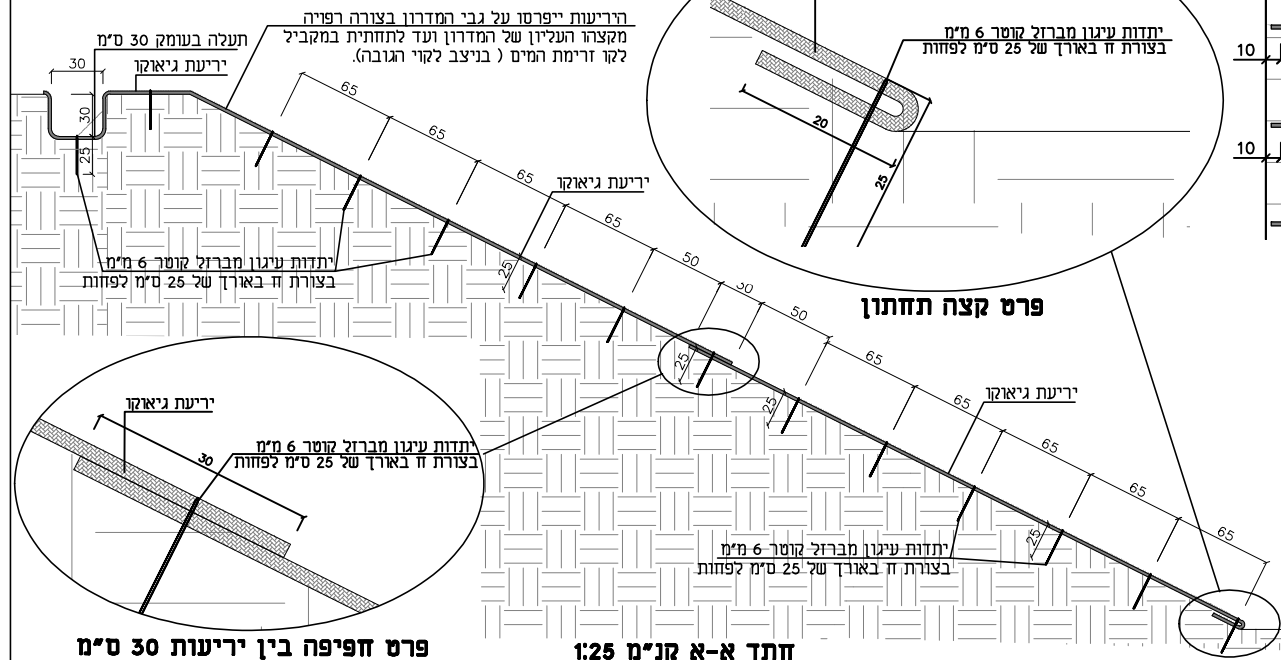 היריעות ייפרסו על גבי המדרון בצורה רפויה
מקצהו העליון של המדרון ועד לתחתית במקביל
לקו זרימת המים ( בניצב לקוי הגובה).
תעלה בעומק 30 ס"מ
יריעת גיאוקו
30
30
25
65
65
65
65
50
30
50
65
65
65
65
65
יריעת גיאוקו
25
25
25
25
יתדות עיגון מברזל קוטר 6 מ"מ
בצורת ח באורך של 25 ס"מ לפחות
יתדות עיגון מברזל קוטר 6 מ"מ
בצורת ח באורך של 25 ס"מ לפחות
20
25
פרט קצה תחתון
10
10
יריעת גיאוקו
יתדות עיגון מברזל קוטר 6 מ"מ
בצורת ח באורך של 25 ס"מ לפחות
יריעת גיאוקו
30
יתדות עיגון מברזל קוטר 6 מ"מ
בצורת ח באורך של 25 ס"מ לפחות
פרט חפיפה בין יריעות 30 ס"מ
חתך א-א קנ"מ 1:25